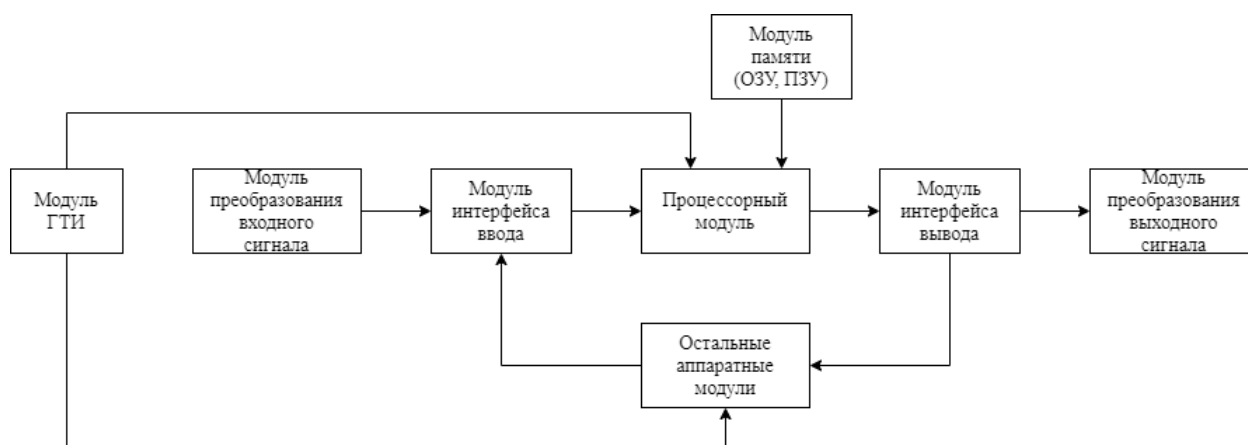 Модуль
памяти
(ОЗУ, ПЗУ)
Модуль
ГТИ
Модуль
преобразования
входного
сигнала
Модуль
интерфейса
ввода
Процессорный
модуль
Модуль
интерфейса
вывода
Модуль
преобразования
выходного
сигнала
Остальные
аппаратные
модули